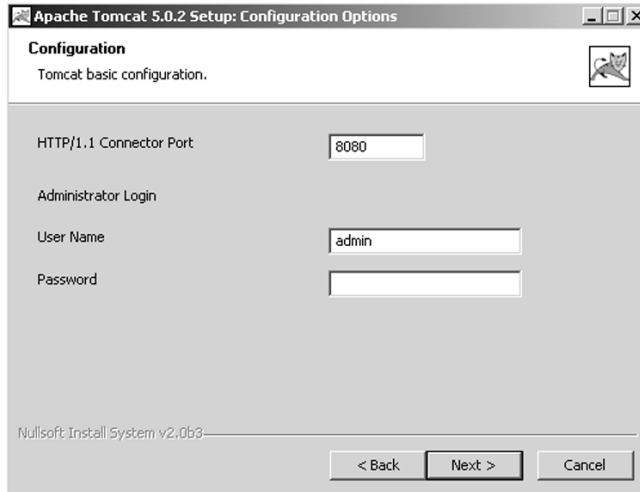 Apache Tomcat 5.0.2 Setup: Configuration Options
Configuration
Tomcat basic configuration.
HTTP/1.1 Connector Port 8080
Administrator Login
User Name admin
Password
Nullsoft Install System v2.0b3
< Back Next > Cancel